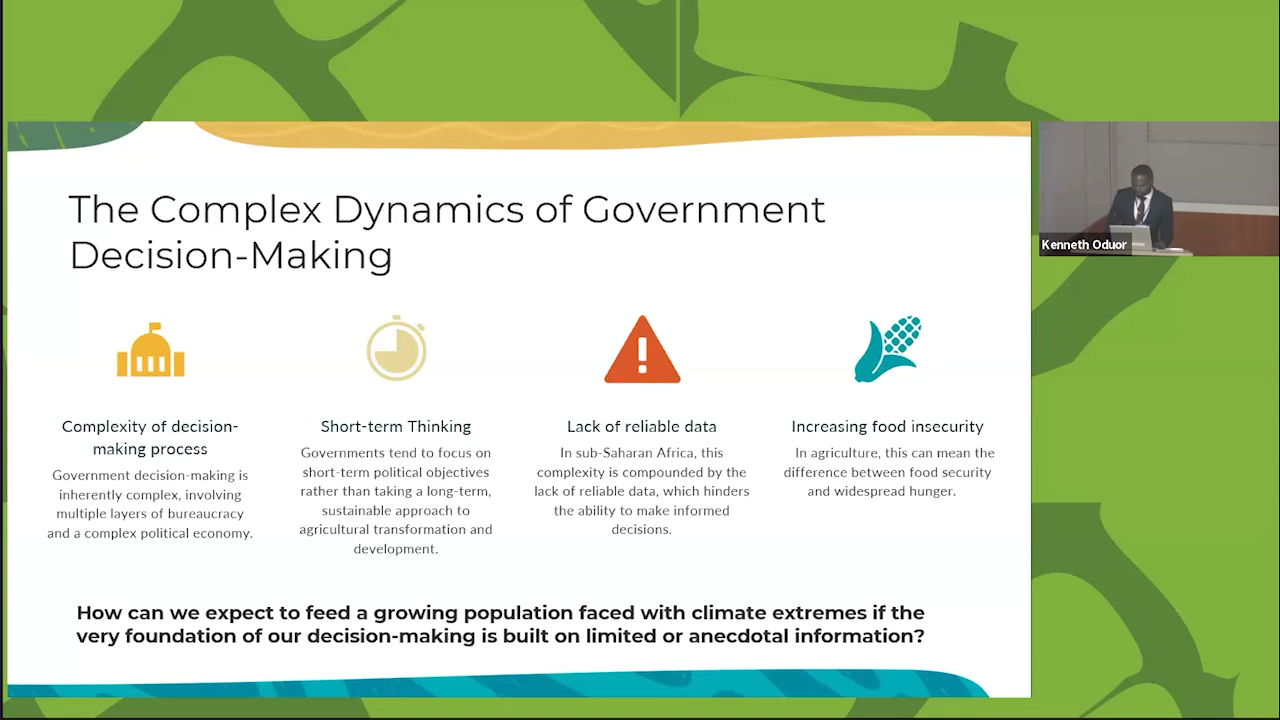 The Complex Dynamics of Government
Decision-Making
Complexity of decision-
making process
Government decision-making is
inherently complex, involving
multiple layers of bureaucracy
and a complex political economy.
Short-term Thinking
Governments tend to focus on
short-term political objectives
rather than taking a long-term,
sustainable approach to
agricultural transformation and
development.
Lack of reliable data
In sub-Saharan Africa, this
complexity is compounded by the
lack of reliable data, which hinders
the ability to make informed
decisions.
Increasing food insecurity
In agriculture, this can mean the
difference between food security
and widespread hunger.
How can we expect to feed a growing population faced with climate extremes if the
very foundation of our decision-making is built on limited or anecdotal information?
Kenneth Oduor